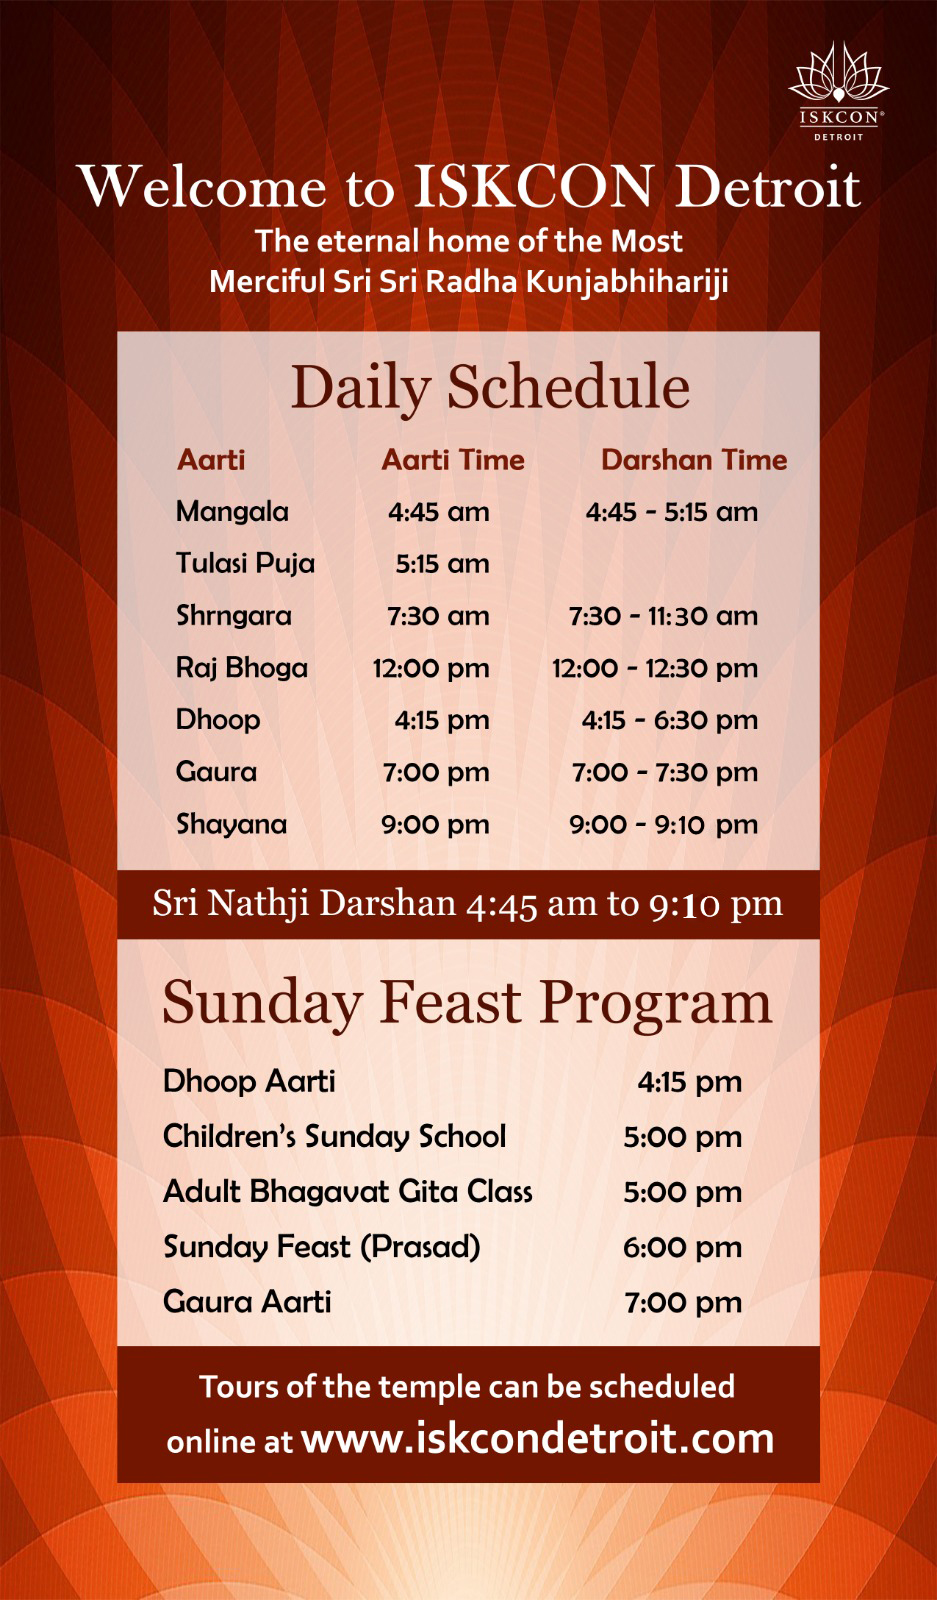 ISKCON®
DETROIT
Welcome to ISKCON Detroit
The eternal home of the Most
Merciful Sri Sri Radha Kunjabhihariji
Daily Schedule
Aarti Aarti Time Darshan Time
Mangala 4:45 am 4:45 - 5:15 am
Tulasi Puja 5:15 am
Shrngara 7:30 am 7:30 - 11:30 am
Raj Bhoga 12:00 pm 12:00 - 12:30 pm
Dhoop 4:15 pm 4:15 - 6:30 pm
Gaura 7:00 pm 7:00 - 7:30 pm
Shayana 9:00 pm 9:00 - 9:10 pm
Sri Nathji Darshan 4:45 am to 9:10 pm
Sunday Feast Program
Dhoop Aarti 4:15 pm
Children's Sunday School 5:00 pm
Adult Bhagavat Gita Class 5:00 pm
Sunday Feast (Prasad) 6:00 pm
Gaura Aarti 7:00 pm
Tours of the temple can be scheduled
online at www.iskcondetroit.com